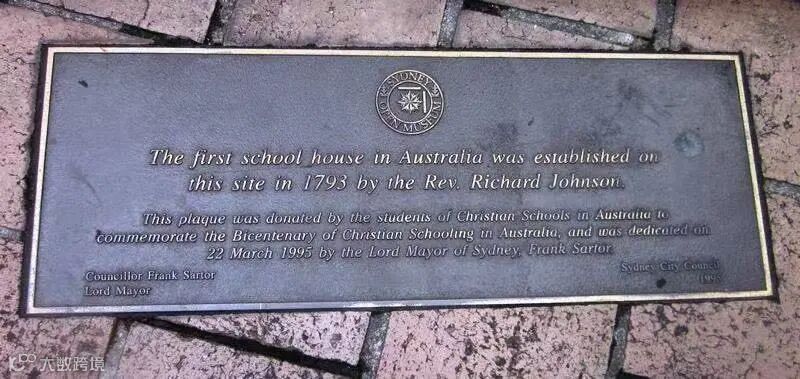 SYDNEY
OPEN MUSEUM
The first school house in Australia was established on
this site in 1793 by the Rev. Richard Johnson.
This plaque was donated by the students of Christian Schools in Australia to
commemorate the Bicentenary of Christian Schooling in Australia, and was dedicated on
22 March 1995 by the Lord Mayor of Sydney, Frank Sartor.
Councillor Frank Sartor
Lord Mayor
Sydney City Council
1995
大数跨境